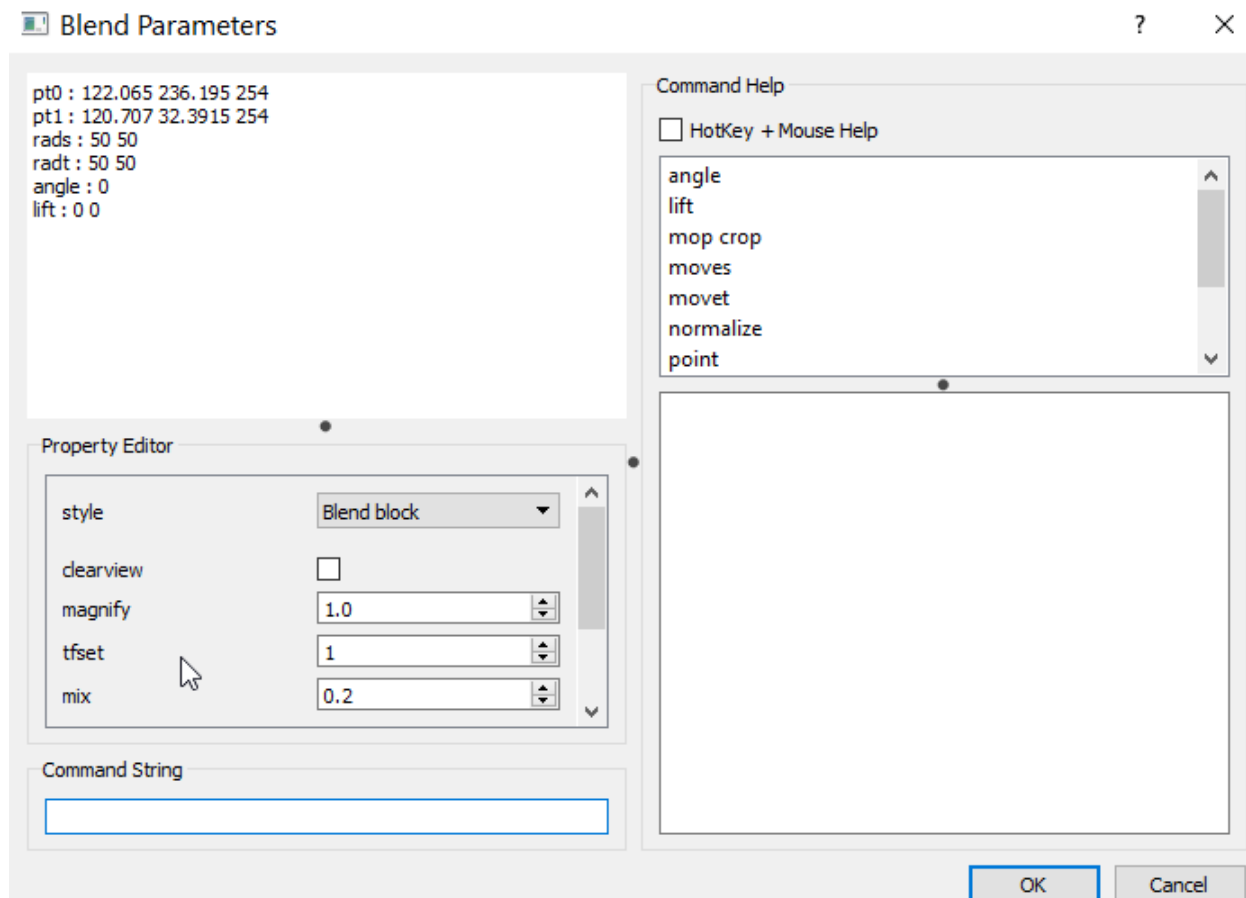 Blend Parameters
?
pt0 : 122.065 236.195 254
pt1 : 120.707 32.3915 254
rads : 50 50
radt : 50 50
angle : 0
lift : 0 0
Property Editor
style
Blend block
clearview
magnify
1.0
tfset
1
mix
0.2
Command String
Command Help
HotKey + Mouse Help
angle
lift
mop crop
moves
movet
normalize
point
OK
Cancel